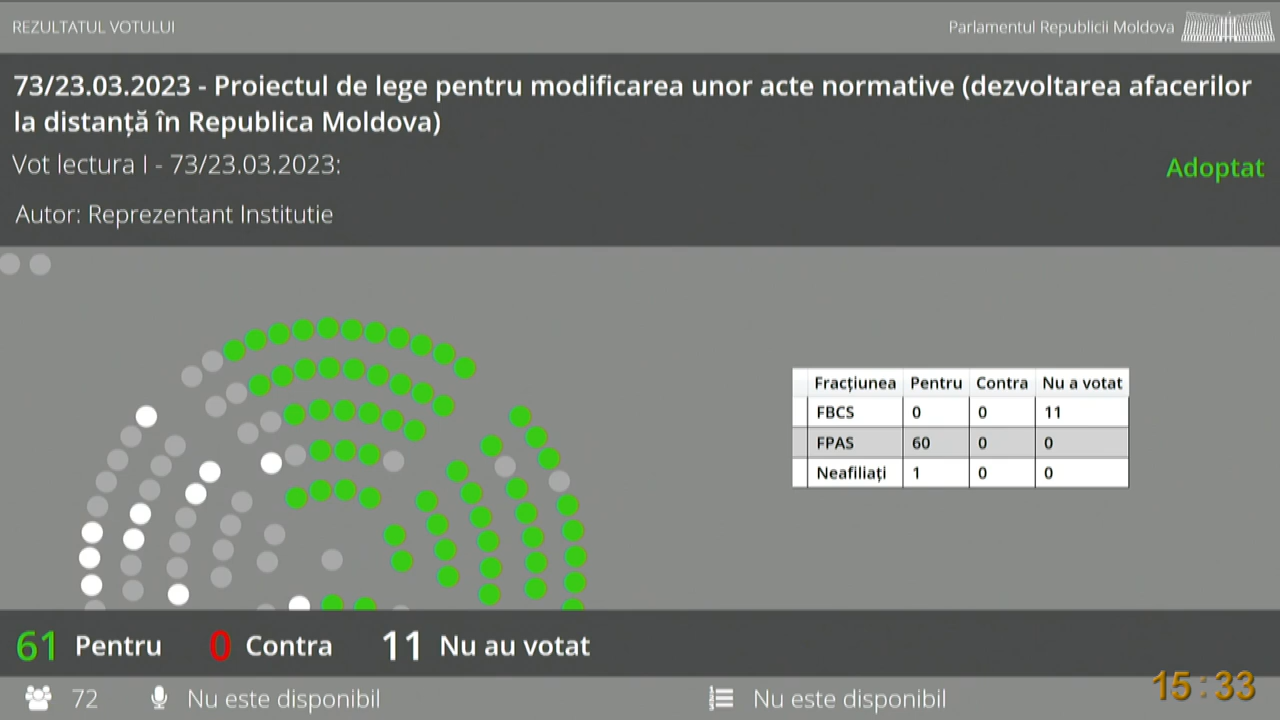 REZULTATUL VOTULUI
Parlamentul Republicii Moldova
73/23.03.2023 - Proiectul de lege pentru modificarea unor acte normative (dezvoltarea afacerilor
la distanță în Republica Moldova)
Vot lectura I - 73/23.03.2023:
Adoptat
Autor: Reprezentant Institutie
Fracțiunea Pentru Contra Nu a votat
FBCS 0 0 11
FPAS 60 0 0
Neafiliați 1 0 0
61 Pentru 0 Contra 11 Nu au votat
72 Nu este disponibil Nu este disponibil
15:33